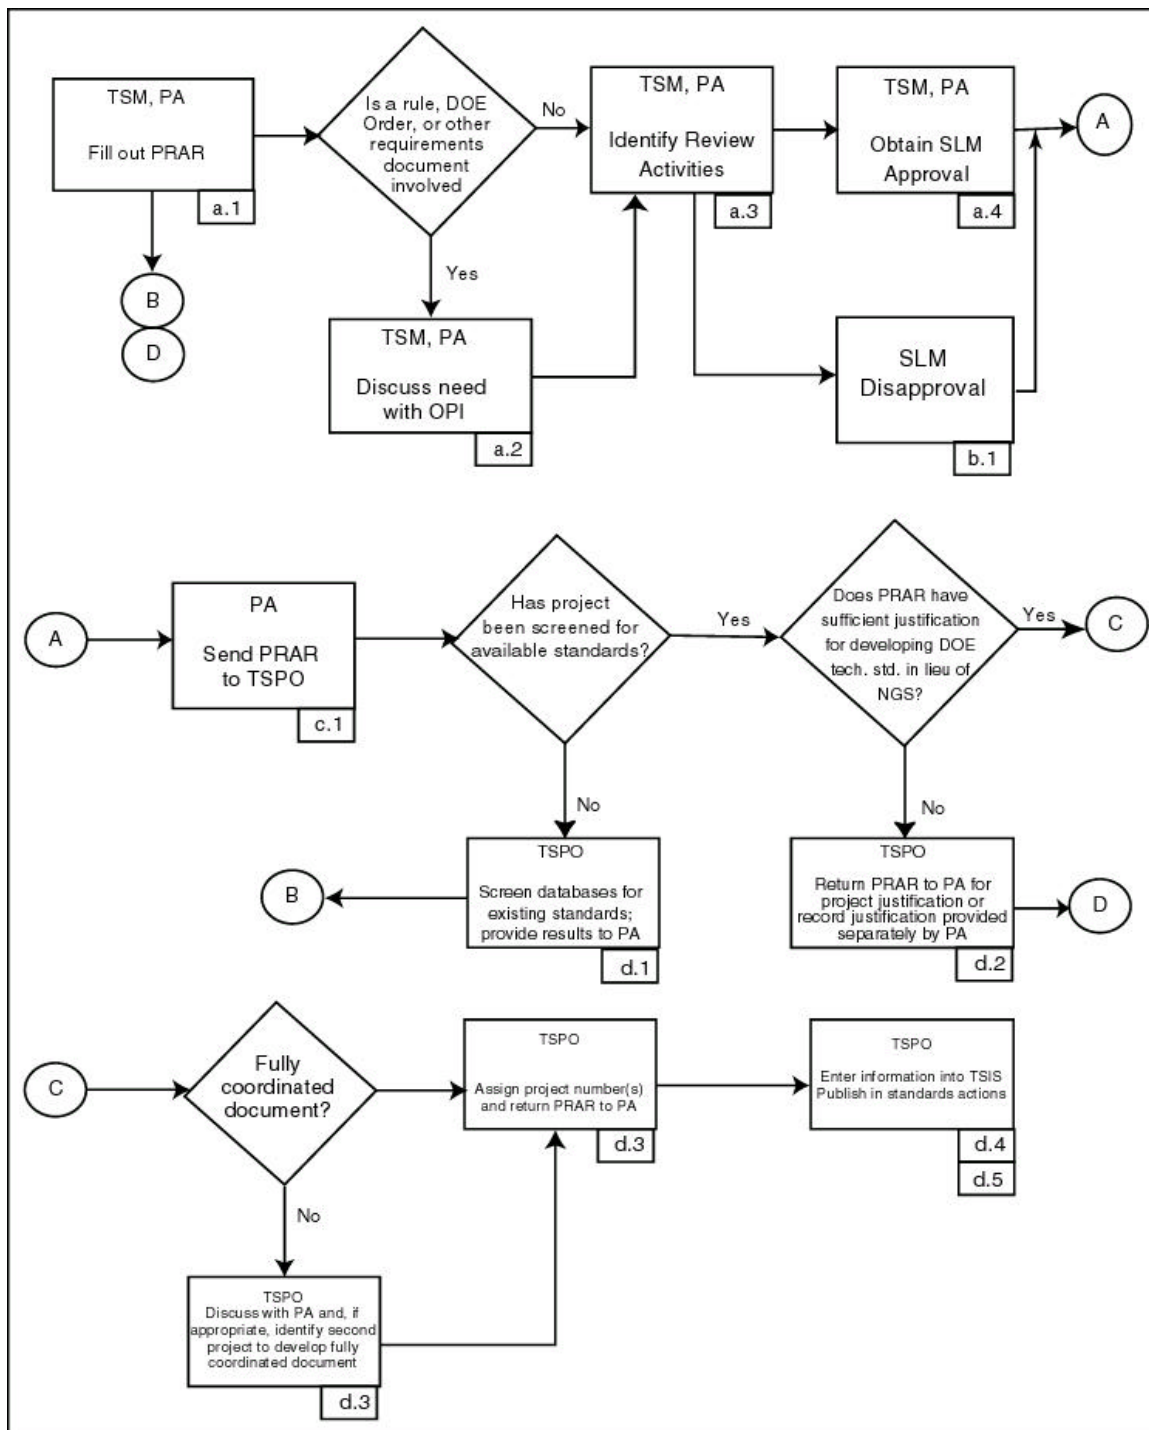 TSM, PA
Fill out PRAR
a.1
Is a rule, DOE
Order, or other
requirements
document
involved
No
Yes
TSM, PA
Identify Review
Activities
a.3
TSM, PA
Obtain SLM
Approval
a.4
A
B
D
TSM, PA
Discuss need
with OPI
a.2
SLM
Disapproval
b.1
A
PA
Send PRAR
to TSPO
c.1
Has project
been screened for
available standards?
Yes
No
Does PRAR have
sufficient justification
for developing DOE
tech. std. in lieu of
NGS?
Yes
No
C
B
TSPO
Screen databases for
existing standards;
provide results to PA
d.1
TSPO
Return PRAR to PA for
project justification or
record justification provided
separately by PA
d.2
D
C
Fully
coordinated
document?
No
TSPO
Assign project number(s)
and return PRAR to PA
d.3
TSPO
Enter information into TSIS
Publish in standards actions
d.4
d.5
TSPO
Discuss with PA and, if
appropriate, identify second
project to develop fully
coordinated document
d.3